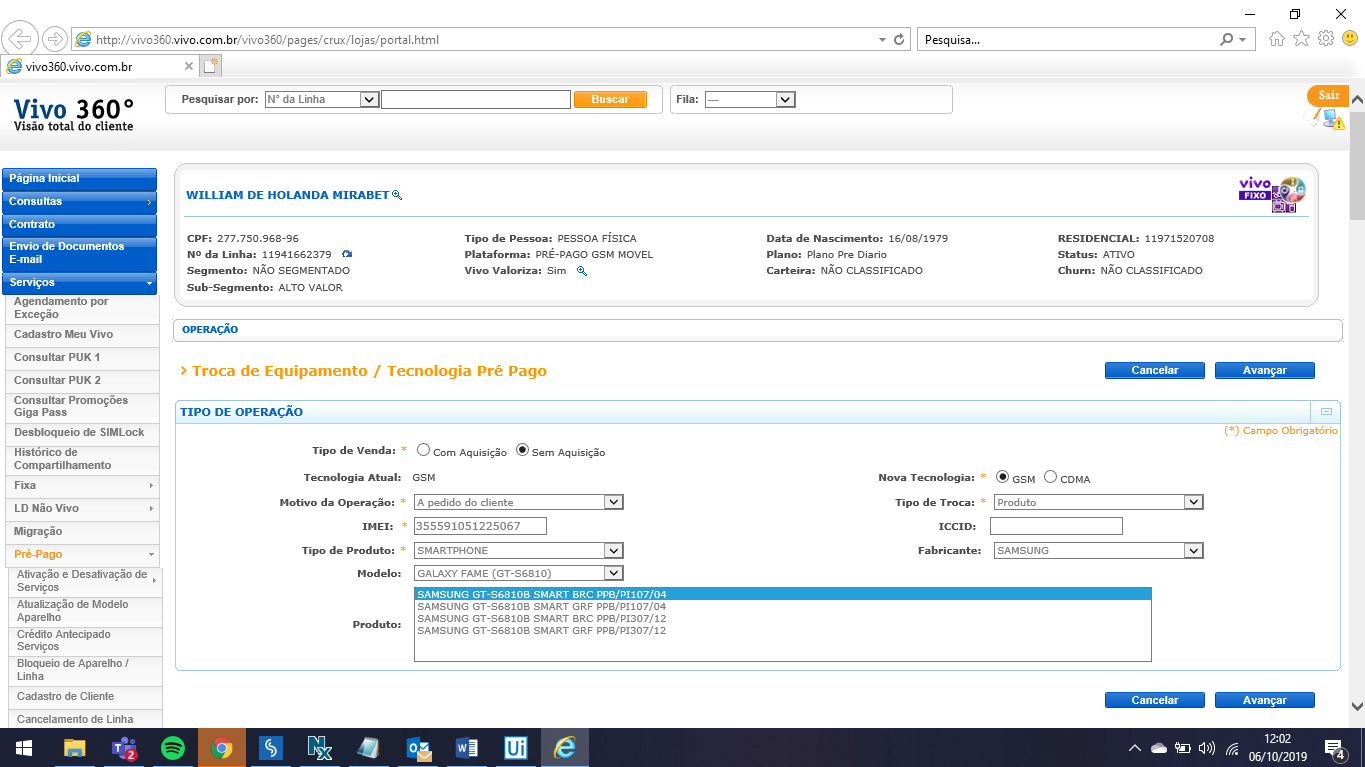 http://vivo360.vivo.com.br/vivo360/pages/crux/lojas/portal.html
Pesquisa...
vivo360.vivo.com.br
Vivo 360°
Visão total do cliente
Pesquisar por: N° da Linha Buscar Fila: ---
Sair
Página Inicial
Consultas
Contrato
Envio de Documentos
E-mail
Serviços
Agendamento por
Exceção
Cadastro Meu Vivo
Consultar PUK 1
Consultar PUK 2
Consultar Promoções
Giga Pass
Desbloqueio de SIMLock
Histórico de
Compartilhamento
Fixa
LD Não Vivo
Migração
Pré-Pago
Ativação e Desativação de
Serviços
Atualização de Modelo
Aparelho
Crédito Antecipado
Serviços
Bloqueio de Aparelho /
Linha
Cadastro de Cliente
Cancelamento de Linha
WILLIAM DE HOLANDA MIRABET
vivo
FIXO
CPF: 277.750.968-96 Tipo de Pessoa: PESSOA FÍSICA Data de Nascimento: 16/08/1979 RESIDENCIAL: 11971520708
Nº da Linha: 11941662379 Plataforma: PRÉ-PAGO GSM MOVEL Plano: Plano Pre Diario Status: ATIVO
Segmento: NÃO SEGMENTADO Vivo Valoriza: Sim Carteira: NÃO CLASSIFICADO Churn: NÃO CLASSIFICADO
Sub-Segmento: ALTO VALOR
OPERAÇÃO
Troca de Equipamento / Tecnologia Pré Pago Cancelar Avançar
TIPO DE OPERAÇÃO
(*) Campo Obrigatório
Tipo de Venda: * Com Aquisição Sem Aquisição
Tecnologia Atual: GSM Nova Tecnologia: * GSM CDMA
Motivo da Operação: * A pedido do cliente Tipo de Troca: * Produto
IMEI: * 355591051225067 ICCID:
Tipo de Produto: * SMARTPHONE Fabricante: SAMSUNG
Modelo: GALAXY FAME (GT-S6810)
Produto:
SAMSUNG GT-S6810B SMART BRC PPB/PI107/04
SAMSUNG GT-S6810B SMART GRF PPB/PI107/04
SAMSUNG GT-S6810B SMART BRC PPB/PI307/12
SAMSUNG GT-S6810B SMART GRF PPB/PI307/12
Cancelar Avançar
2
Ui
12:02
06/10/2019
4